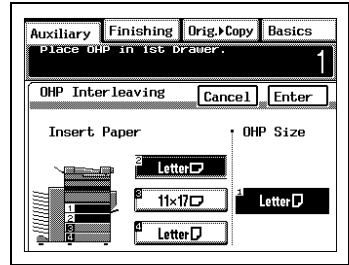 Auxiliary Finishing Orig.▸Copy Basics
Place OHP in 1st Drawer.
1
OHP Interleaving Cancel Enter
Insert Paper • OHP Size
2 Letter
3 11×17
1 Letter
4 Letter
1
2
3
4